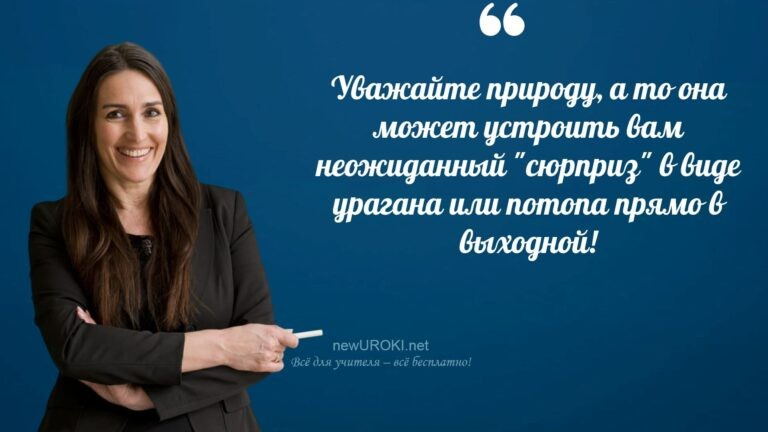 Уважайте природу, а то она
может устроить вам
неожиданный "сюрприз" в виде
урагана или потопа прямо в
выходной!
newUROKI.net
Всё для учителя – всё бесплатно!